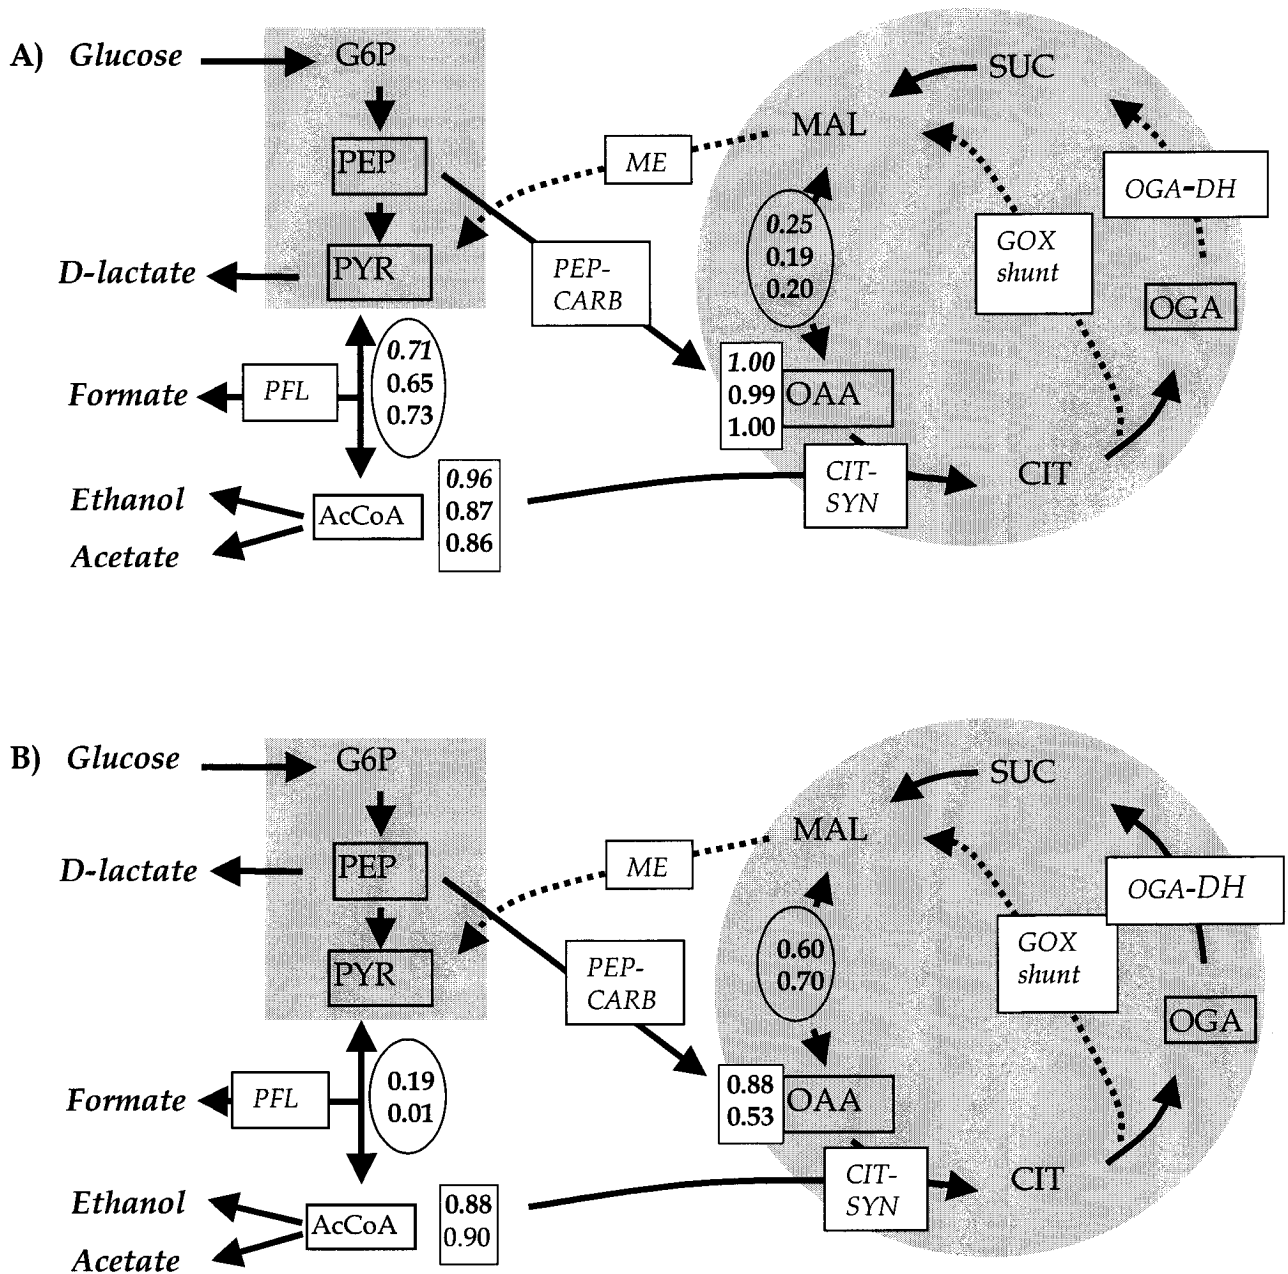 A) Glucose
G6P
SUC
PEP
ME
MAL
OGA-DH
D-lactate
PYR
PEP-
CARB
0.25
0.19
0.20
GOX
shunt
OGA
Formate
PFL
0.71
0.65
0.73
1.00
0.99
1.00
OAA
Ethanol
Acetate
AcCoA
0.96
0.87
0.86
CIT-
SYN
CIT
B) Glucose
G6P
SUC
D-lactate
PEP
ME
MAL
OGA-DH
PYR
PEP-
CARB
0.60
0.70
GOX
shunt
OGA
Formate
PFL
0.19
0.01
0.88
0.53
OAA
Ethanol
Acetate
AcCoA
0.88
0.90
CIT-
SYN
CIT